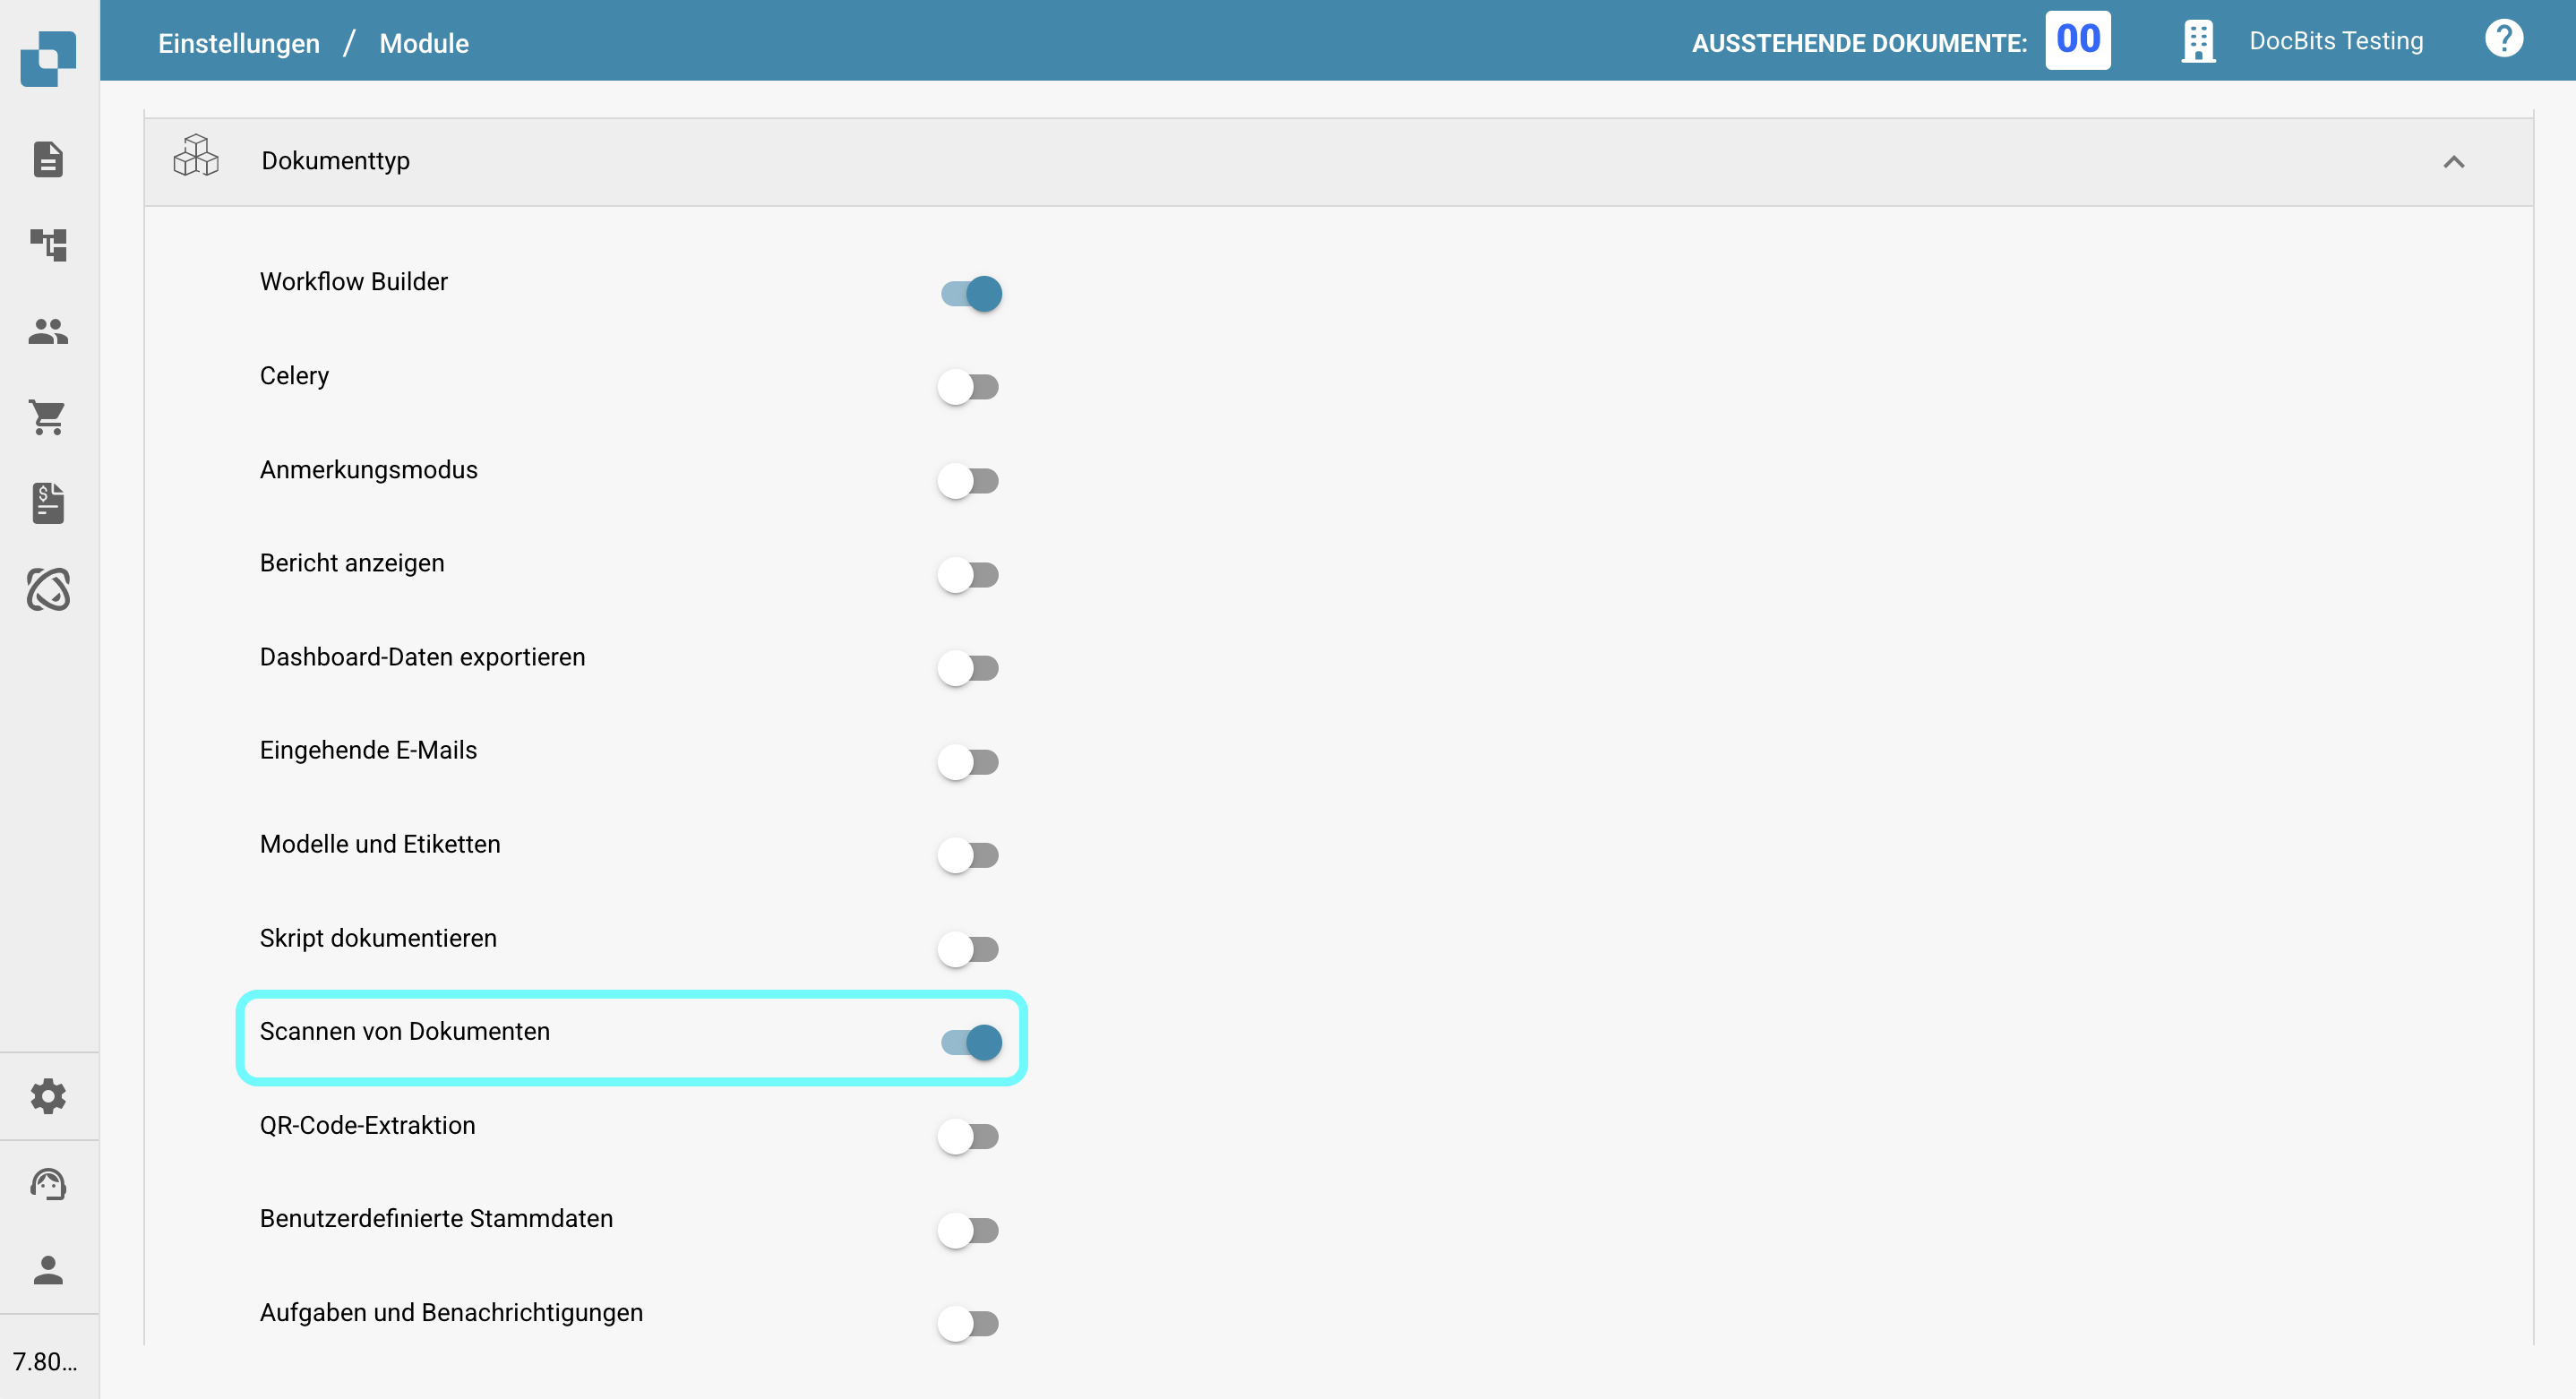 Einstellungen / Module
AUSSTEHENDE DOKUMENTE: 00
DocBits Testing
?
Dokumenttyp
Workflow Builder
Celery
Anmerkungsmodus
Bericht anzeigen
Dashboard-Daten exportieren
Eingehende E-Mails
Modelle und Etiketten
Skript dokumentieren
Scannen von Dokumenten
QR-Code-Extraktion
Benutzerdefinierte Stammdaten
Aufgaben und Benachrichtigungen
7.80...